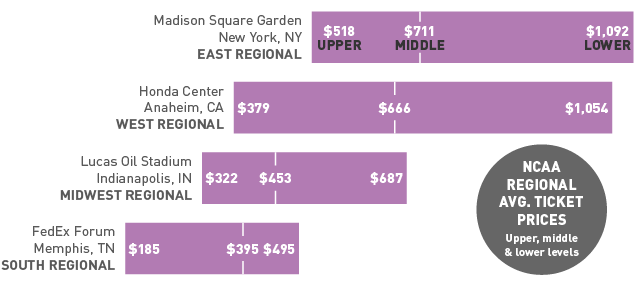 Madison Square Garden
New York, NY
EAST REGIONAL
$518 $711 $1,092
UPPER MIDDLE LOWER
Honda Center
Anaheim, CA
WEST REGIONAL
$379 $666 $1,054
Lucas Oil Stadium
Indianapolis, IN
MIDWEST REGIONAL
$322 $453 $687
FedEx Forum
Memphis, TN
SOUTH REGIONAL
$185 $395 $495
NCAA
REGIONAL
AVG. TICKET
PRICES
Upper, middle
& lower levels